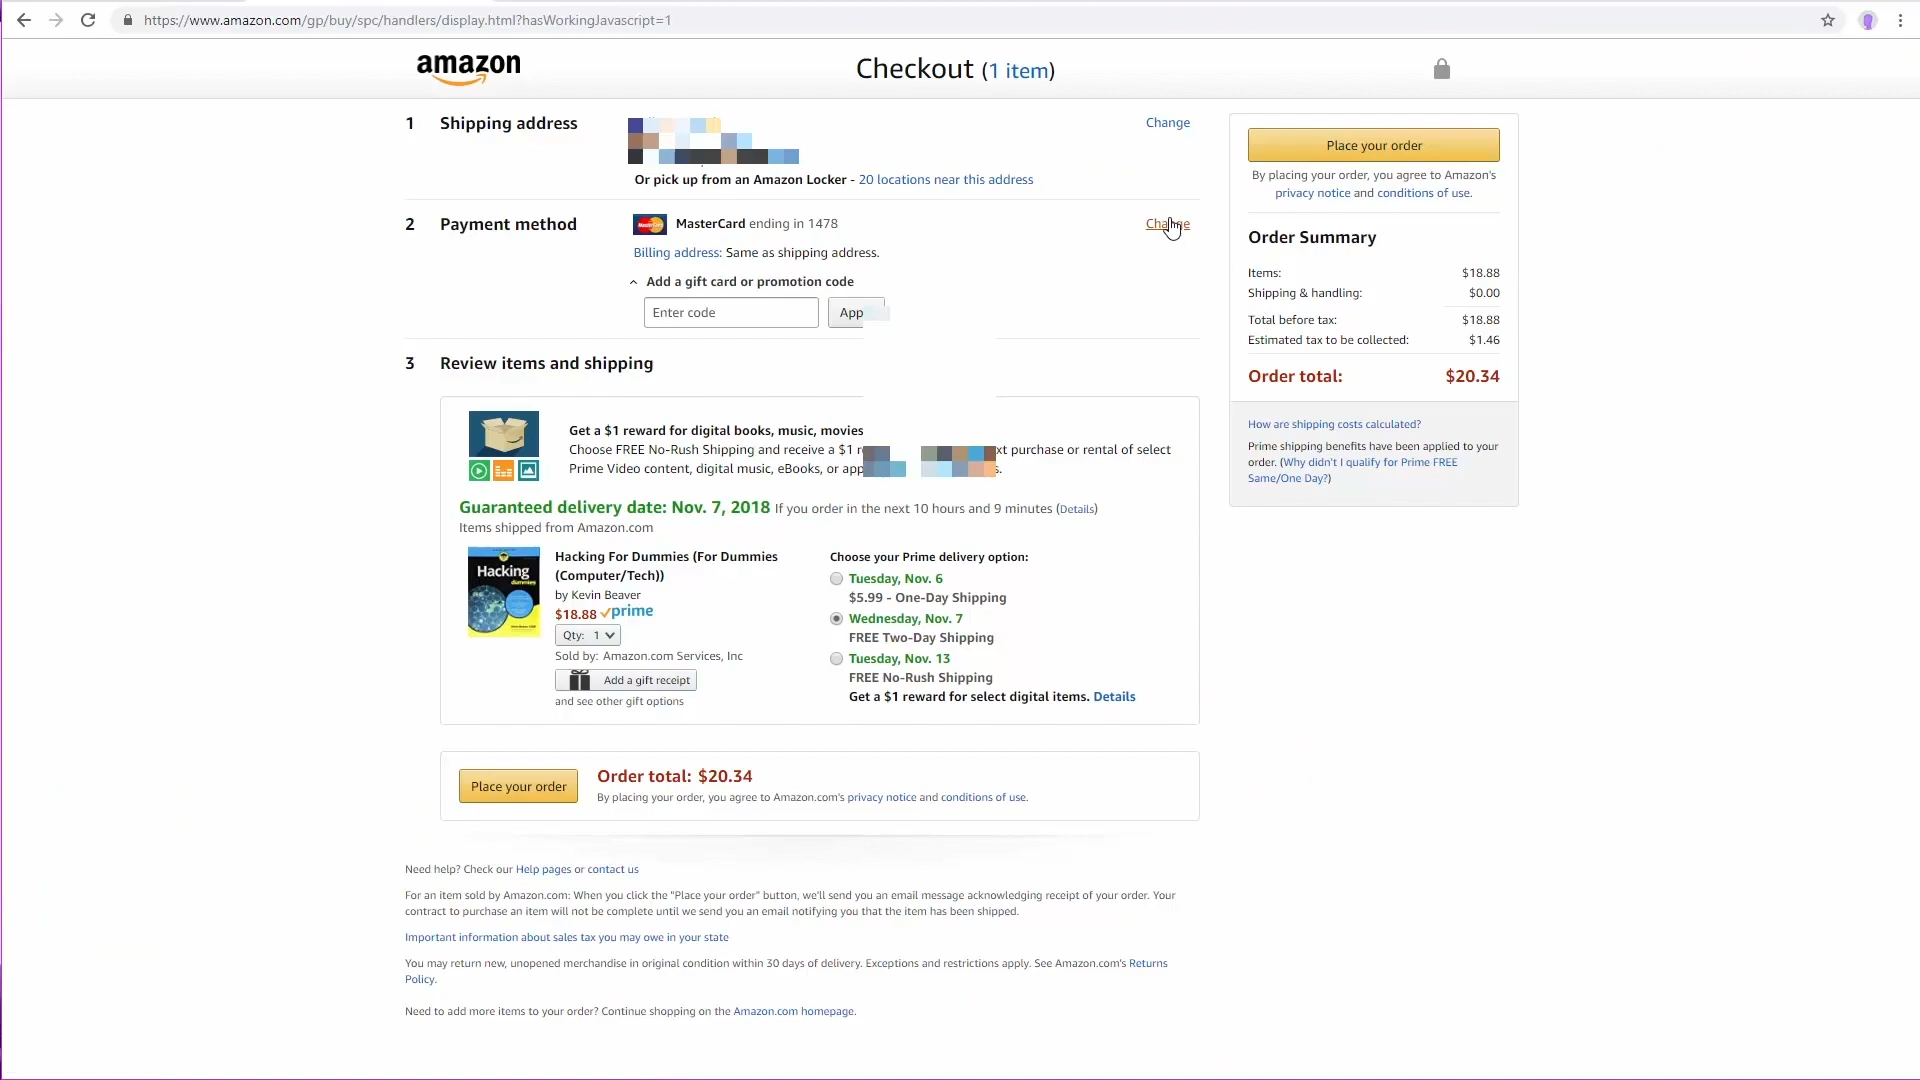 https://www.amazon.com/gp/buy/spc/handlers/display.html?hasWorkingJavascript=1
amazon
Checkout (1 item)
1 Shipping address
Change
Or pick up from an Amazon Locker - 20 locations near this address
2 Payment method
MasterCard
MasterCard ending in 1478
Change
Billing address: Same as shipping address.
Add a gift card or promotion code
Enter code
App
3 Review items and shipping
Get a $1 reward for digital books, music, movies
Choose FREE No-Rush Shipping and receive a $1 r xt purchase or rental of select
Prime Video content, digital music, eBooks, or app s.
Guaranteed delivery date: Nov. 7, 2018 If you order in the next 10 hours and 9 minutes (Details)
Items shipped from Amazon.com
Hacking
dummies
Hacking For Dummies (For Dummies
(Computer/Tech))
by Kevin Beaver
$18.88 prime
Qty: 1
Sold by: Amazon.com Services, Inc
Add a gift receipt
and see other gift options
Choose your Prime delivery option:
Tuesday, Nov. 6
$5.99 - One-Day Shipping
Wednesday, Nov. 7
FREE Two-Day Shipping
Tuesday, Nov. 13
FREE No-Rush Shipping
Get a $1 reward for select digital items. Details
Place your order
Order total: $20.34
By placing your order, you agree to Amazon.com's privacy notice and conditions of use.
Place your order
By placing your order, you agree to Amazon's
privacy notice and conditions of use.
Order Summary
Items: $18.88
Shipping & handling: $0.00
Total before tax: $18.88
Estimated tax to be collected: $1.46
Order total: $20.34
How are shipping costs calculated?
Prime shipping benefits have been applied to your
order. (Why didn't I qualify for Prime FREE
Same/One Day?)
Need help? Check our Help pages or contact us
For an item sold by Amazon.com: When you click the "Place your order" button, we'll send you an email message acknowledging receipt of your order. Your
contract to purchase an item will not be complete until we send you an email notifying you that the item has been shipped.
Important information about sales tax you may owe in your state
You may return new, unopened merchandise in original condition within 30 days of delivery. Exceptions and restrictions apply. See Amazon.com's Returns
Policy.
Need to add more items to your order? Continue shopping on the Amazon.com homepage.